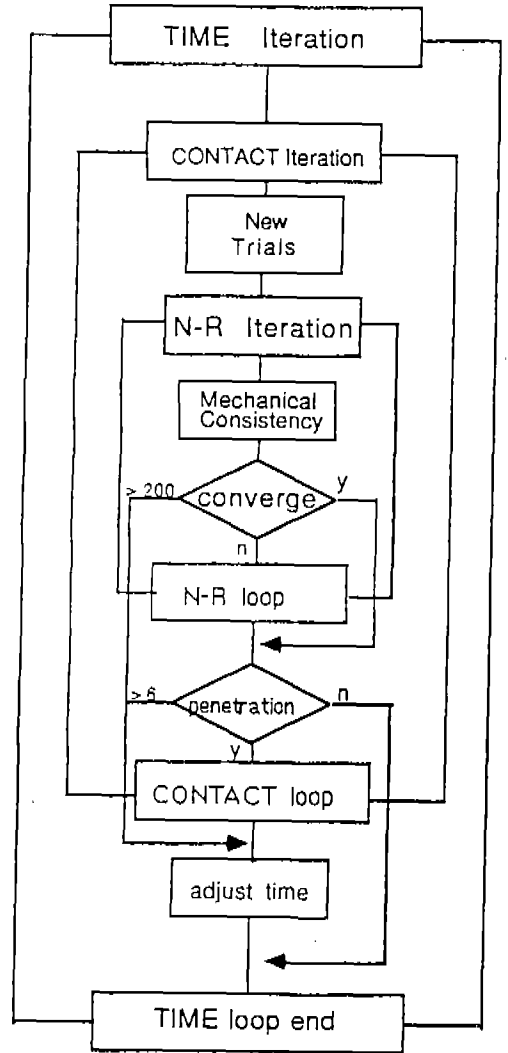 TIME Iteration
CONTACT Iteration
New
Trials
N-R Iteration
Mechanical
Consistency
> 200
converge
y
n
N-R loop
> 6
penetration
n
y
CONTACT loop
adjust time
TIME loop end